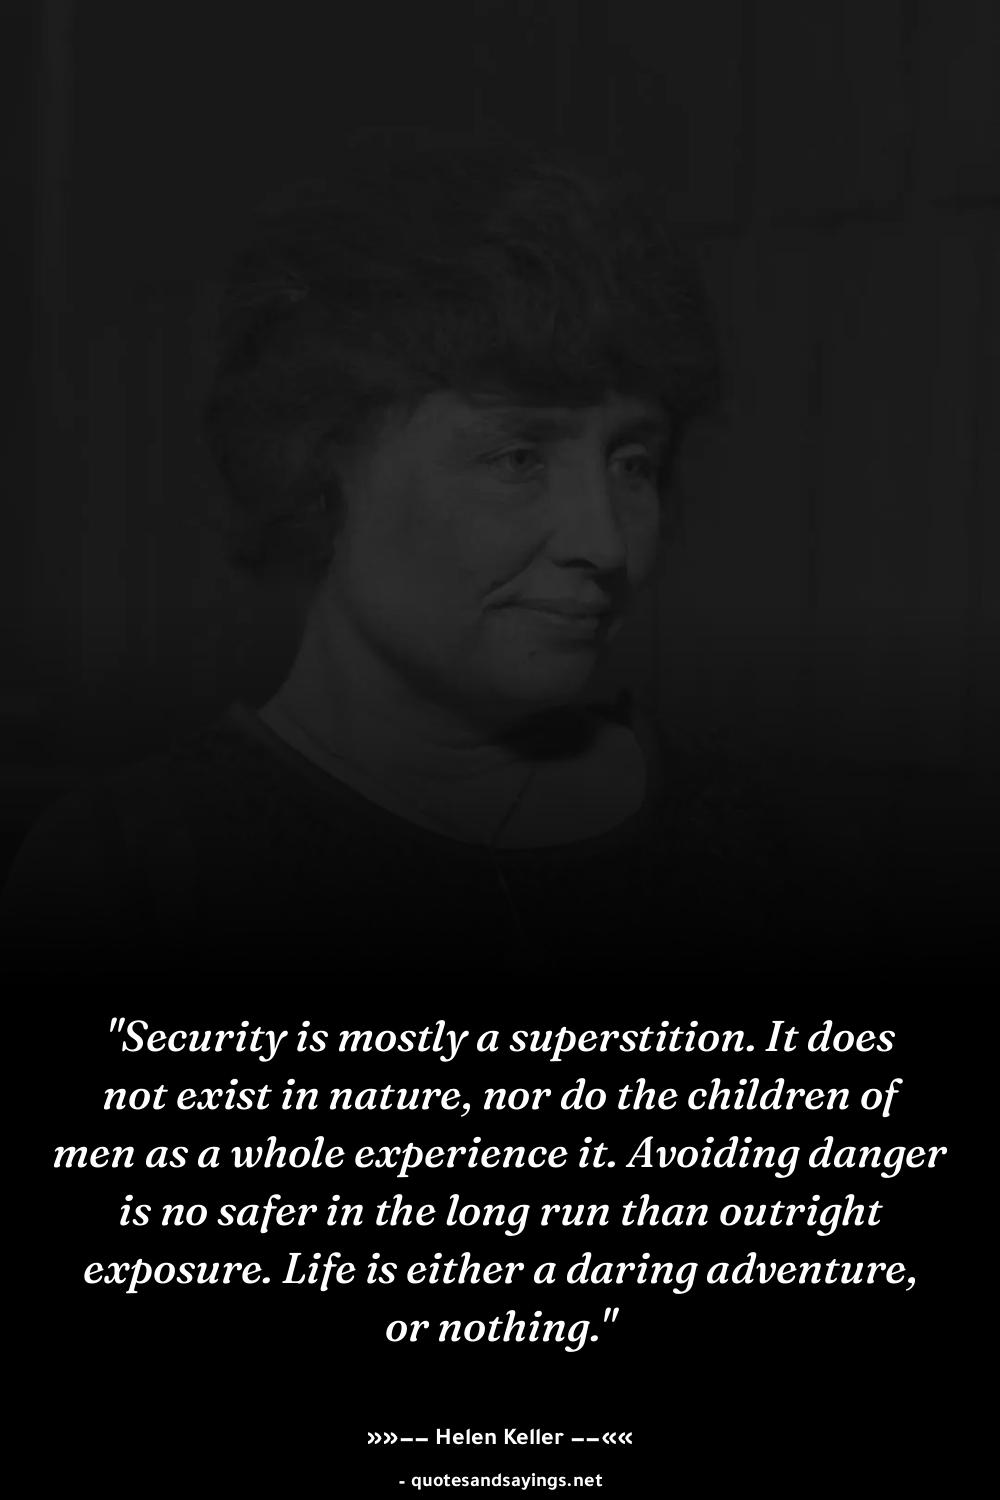 "Security is mostly a superstition. It does
not exist in nature, nor do the children of
men as a whole experience it. Avoiding danger
is no safer in the long run than outright
exposure. Life is either a daring adventure,
or nothing."
»»–– Helen Keller ––««
- quotesandsayings.net